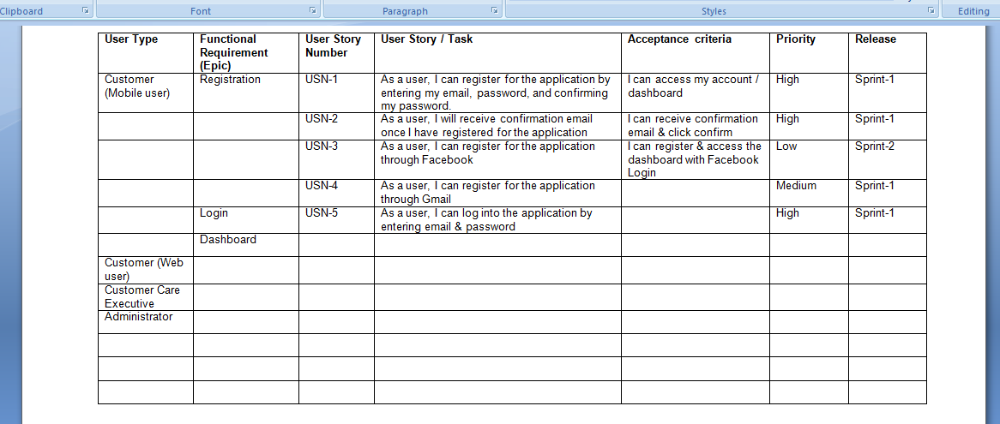 Clipboard
Font
Paragraph
Styles
Editing
User Type
Functional
Requirement
(Epic)
User Story
Number
User Story / Task
Acceptance criteria
Priority
Release
Customer
(Mobile user)
Registration
USN-1
As a user, I can register for the application by
entering my email, password, and confirming
my password.
I can access my account /
dashboard
High
Sprint-1
USN-2
As a user, I will receive confirmation email
once I have registered for the application
I can receive confirmation
email & click confirm
High
Sprint-1
USN-3
As a user, I can register for the application
through Facebook
I can register & access the
dashboard with Facebook
Login
Low
Sprint-2
USN-4
As a user, I can register for the application
through Gmail
Medium
Sprint-1
Login
USN-5
As a user, I can log into the application by
entering email & password
High
Sprint-1
Dashboard
Customer (Web
user)
Customer Care
Executive
Administrator